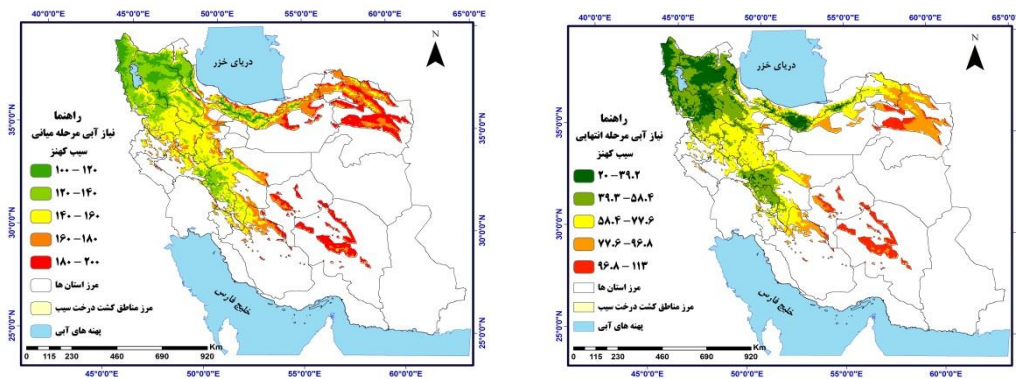 40°0'0"E 45°0'0"E 50°0'0"E 55°0'0"E 60°0'0"E 65°0'0"E
N
دریای خزر
35°0'0"N
30°0'0"N
25°0'0"N
راهنما
نیاز آبی مرحله میانی
سیب کهنز
۱۰۰ – ۱۲۰
۱۲۰ – ۱۴۰
۱۴۰ – ۱۶۰
۱۶۰ – ۱۸۰
۱۸۰ – ۲۰۰
مرز استان ها
مرز مناطق کشت درخت سیب
پهنه های آبی
خلیج فارس
0 115 230 460 690 920
Km
45°0'0"E 50°0'0"E 55°0'0"E 60°0'0"E
40°0'0"E 45°0'0"E 50°0'0"E 55°0'0"E 60°0'0"E 65°0'0"E
N
دریای خزر
35°0'0"N
30°0'0"N
25°0'0"N
راهنما
نیاز آبی مرحله انتهایی
سیب کهنز
۲۰ – ۳۹.۲
۳۹.۳ – ۵۸.۴
۵۸.۴ – ۷۷.۶
۷۷.۶ – ۹۶.۸
۹۶.۸ – ۱۱۳
مرز استان ها
مرز مناطق کشت درخت سیب
پهنه های آبی
خلیج فارس
0 115 230 460 690 920
Km
45°0'0"E 50°0'0"E 55°0'0"E 60°0'0"E